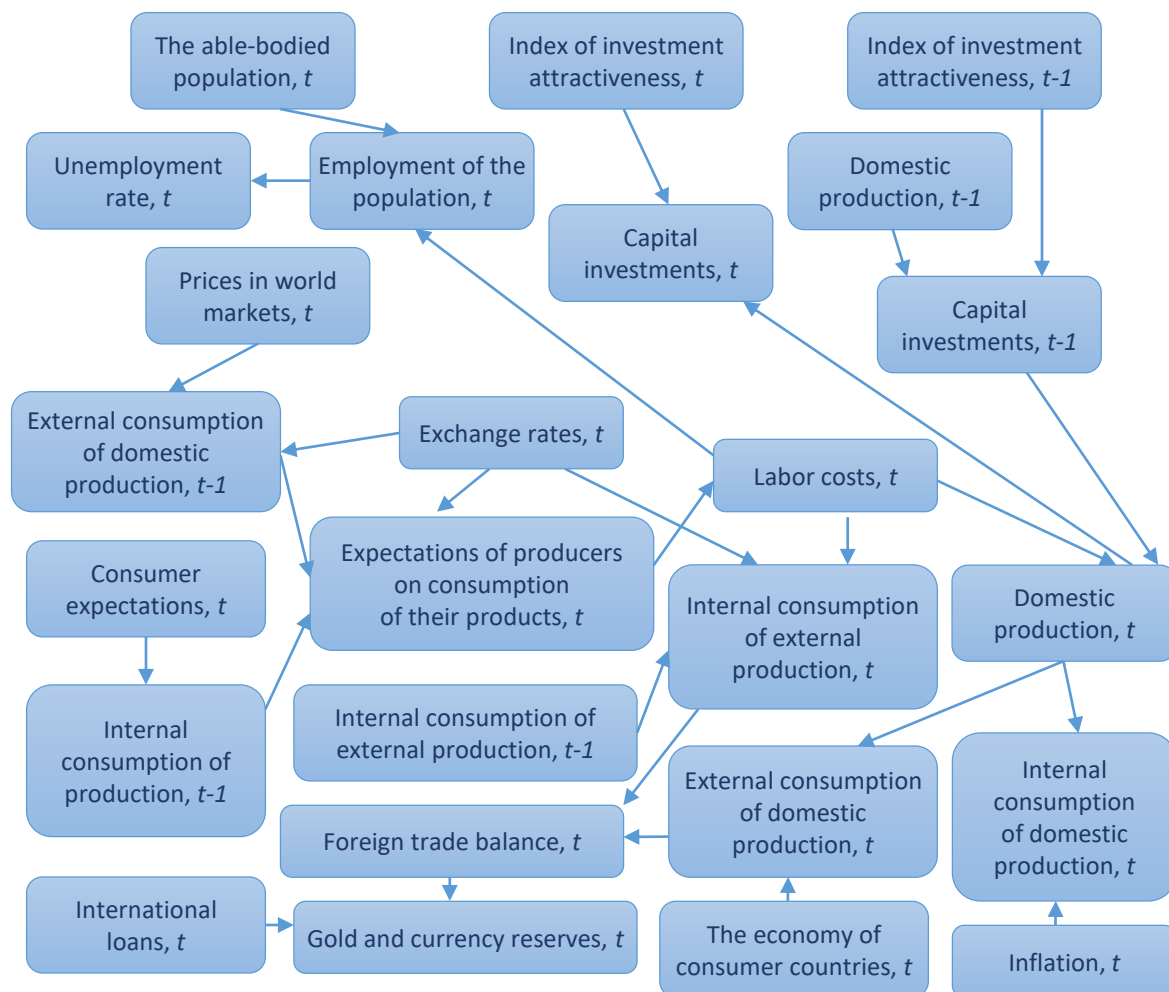 The able-bodied
population, t
Index of investment
attractiveness, t
Index of investment
attractiveness, t-1
Unemployment
rate, t
Employment of the
population, t
Domestic
production, t-1
Capital
investments, t
Prices in world
markets, t
Capital
investments, t-1
External consumption
of domestic
production, t-1
Exchange rates, t
Labor costs, t
Expectations of producers
on consumption
of their products, t
Consumer
expectations, t
Internal consumption
of external
production, t
Domestic
production, t
Internal
consumption of
production, t-1
Internal consumption of
external production, t-1
External consumption
of domestic
production, t
Internal
consumption
of domestic
production, t
Foreign trade balance, t
International
loans, t
Gold and currency reserves, t
The economy of
consumer countries, t
Inflation, t